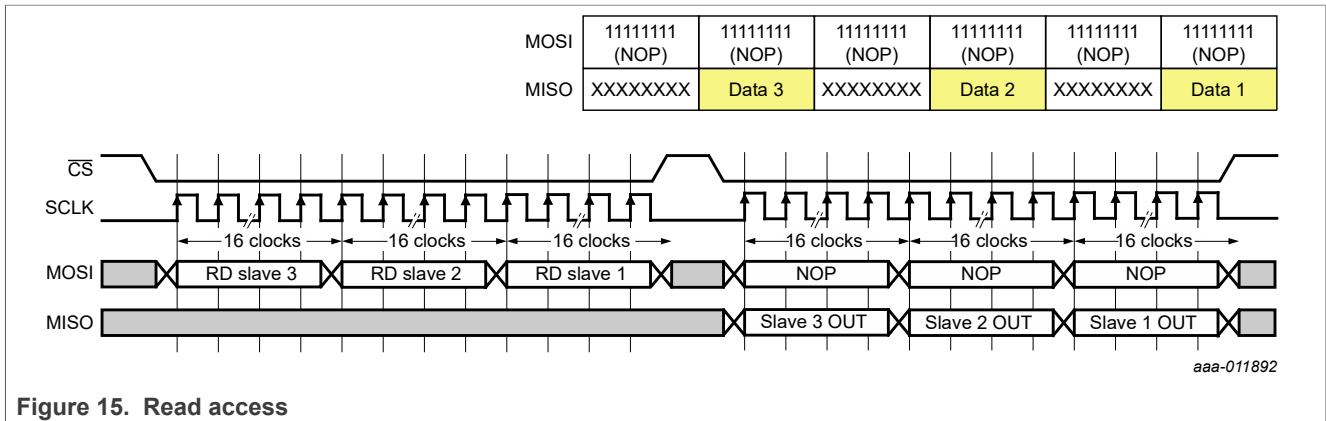 MOSI 11111111 (NOP) 11111111 (NOP) 11111111 (NOP) 11111111 (NOP) 11111111 (NOP) 11111111 (NOP)
MISO XXXXXXXX Data 3 XXXXXXXX Data 2 XXXXXXXX Data 1
CS
SCLK
16 clocks 16 clocks 16 clocks 16 clocks 16 clocks 16 clocks
MOSI RD slave 3 RD slave 2 RD slave 1 NOP NOP NOP
MISO Slave 3 OUT Slave 2 OUT Slave 1 OUT
aaa-011892
Figure 15. Read access